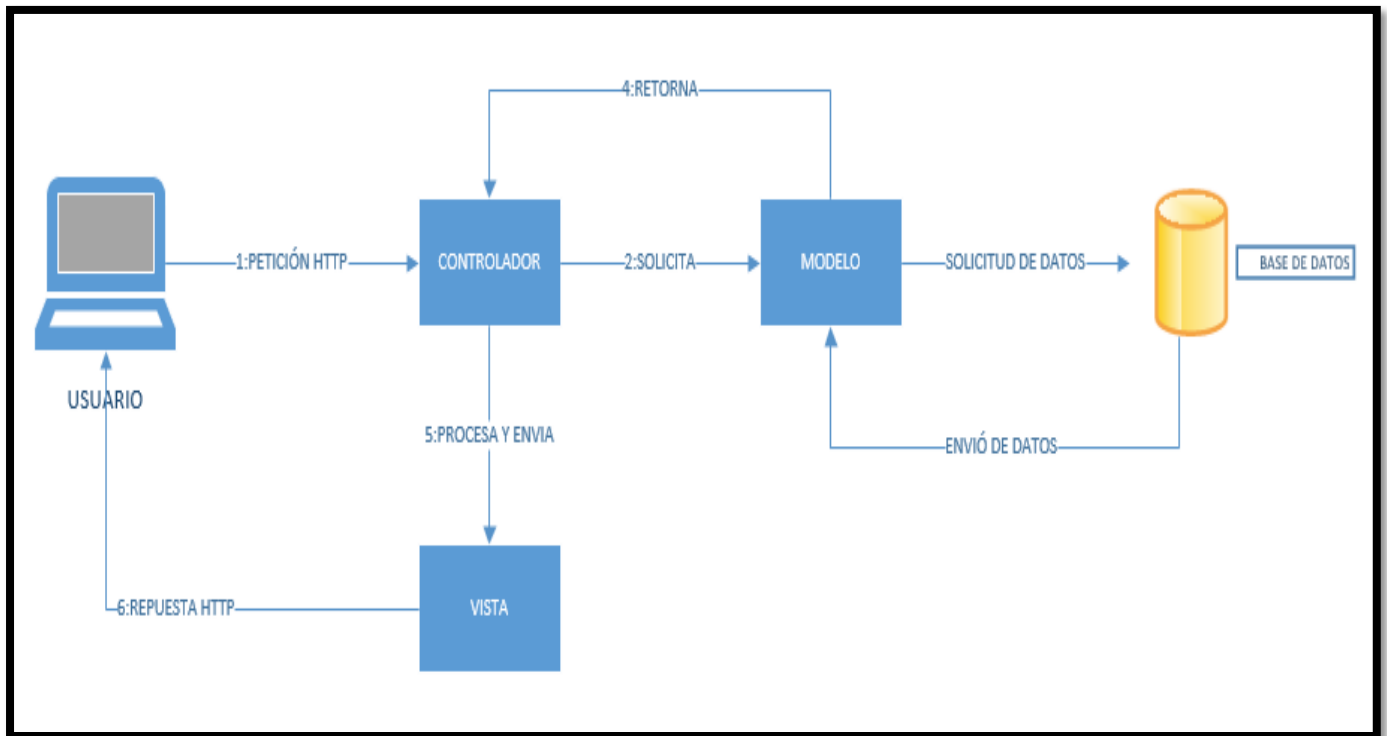 4:RETORNA
1:PETICIÓN HTTP
CONTROLADOR
2:SOLICITA
MODELO
SOLICITUD DE DATOS
BASE DE DATOS
USUARIO
5:PROCESA Y ENVIA
ENVIÓ DE DATOS
6:REPUESTA HTTP
VISTA